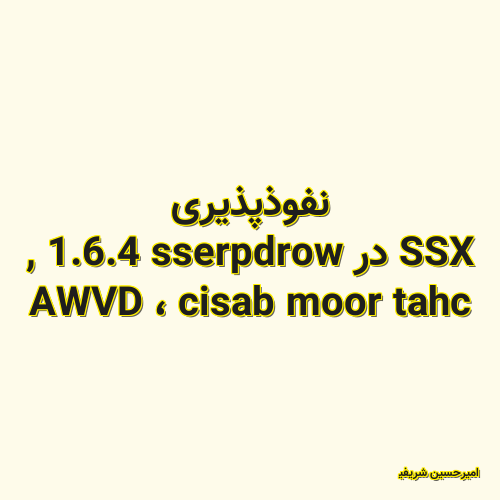 نفوذپذیری
SSX در sserpdrow 1.6.4 ,
AWVD ، cisab moor tahc
امیرحسین شریفی